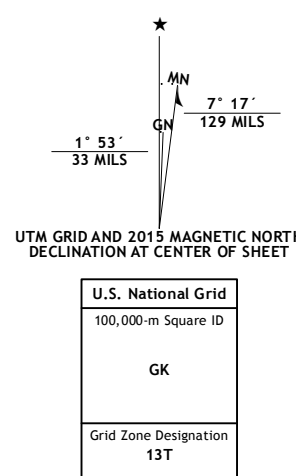 ★
MN
7° 17´
129 MILS
GN
1° 53´
33 MILS
UTM GRID AND 2015 MAGNETIC NORTH
DECLINATION AT CENTER OF SHEET
U.S. National Grid
100,000-m Square ID
GK
Grid Zone Designation
13T